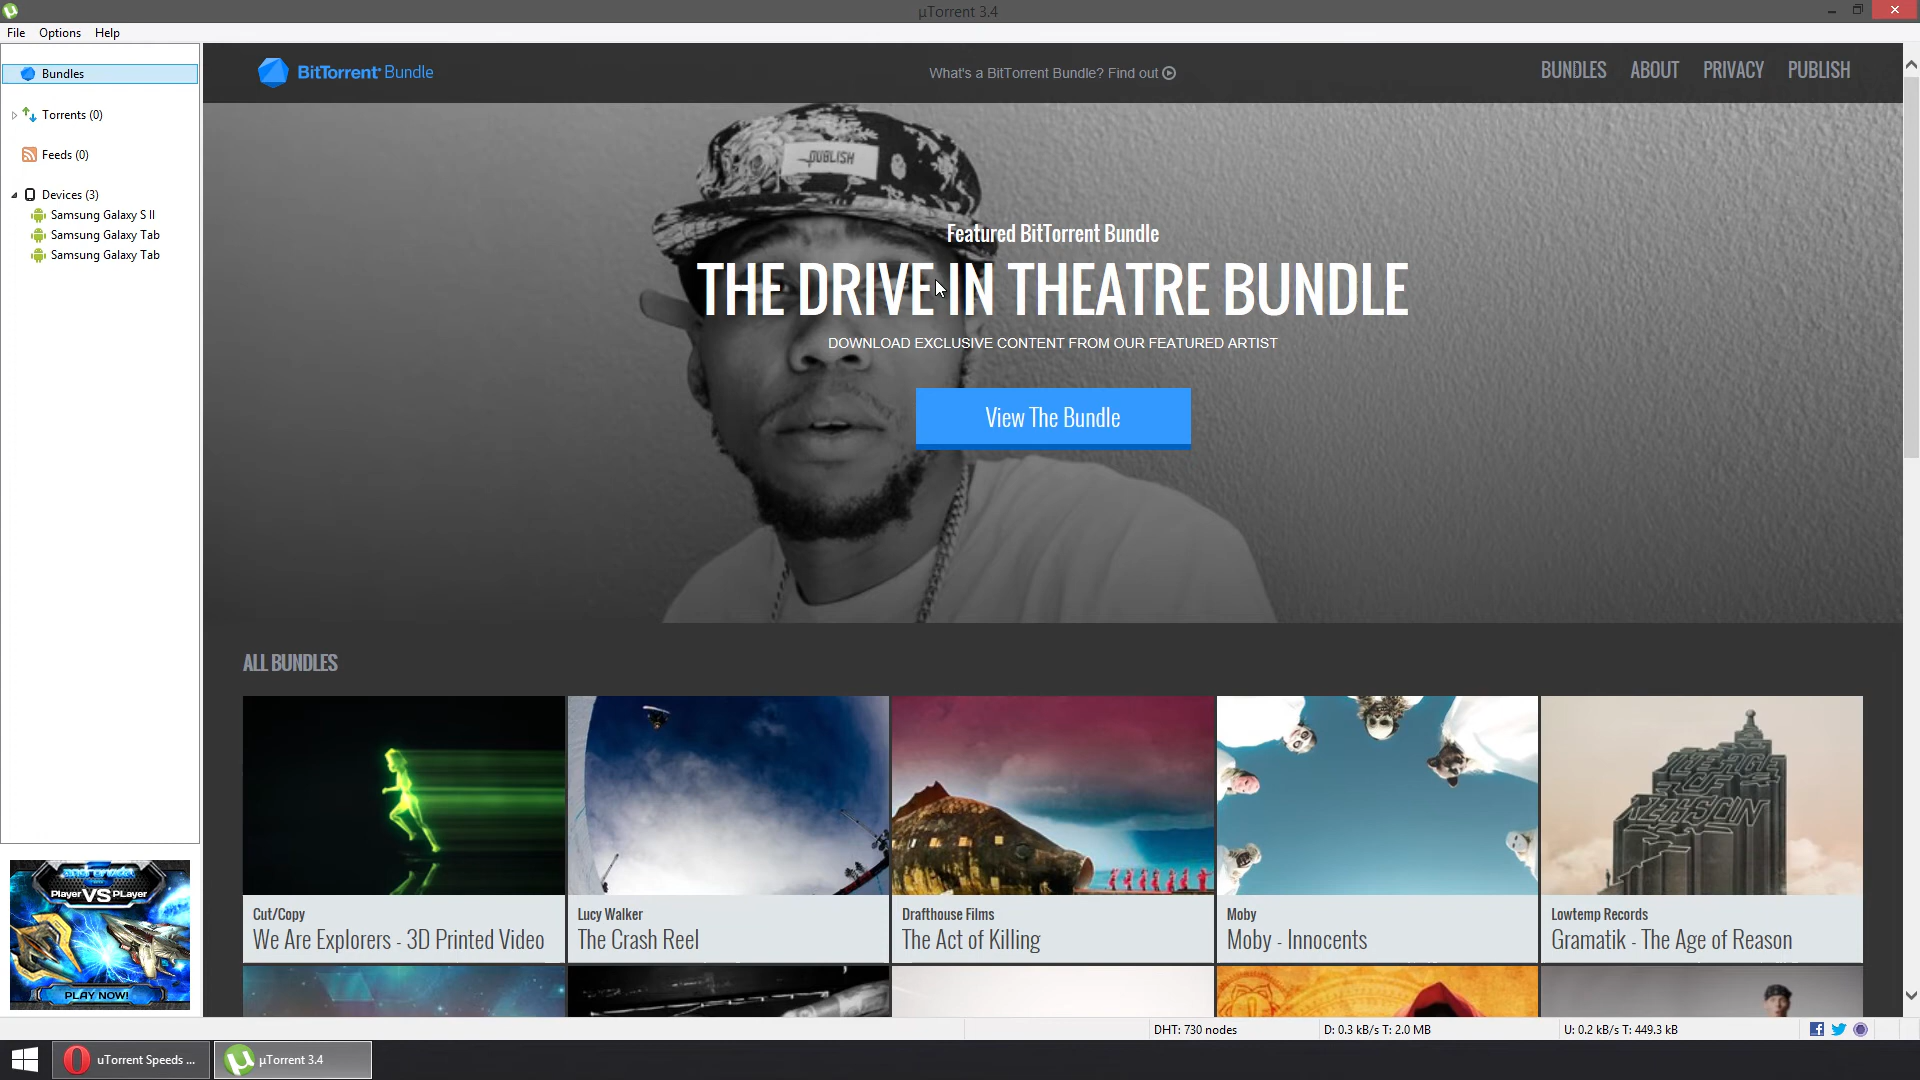 µTorrent 3.4
File Options Help
Bundles
Torrents (0)
Feeds (0)
Devices (3)
Samsung Galaxy S II
Samsung Galaxy Tab
Samsung Galaxy Tab
BitTorrent Bundle
What's a BitTorrent Bundle? Find out
BUNDLES ABOUT PRIVACY PUBLISH
PUBLISH
Featured BitTorrent Bundle
THE DRIVE IN THEATRE BUNDLE
DOWNLOAD EXCLUSIVE CONTENT FROM OUR FEATURED ARTIST
View The Bundle
ALL BUNDLES
THE AGE OF REASON
Cut/Copy
We Are Explorers - 3D Printed Video
Lucy Walker
The Crash Reel
Drafthouse Films
The Act of Killing
Moby
Moby - Innocents
Lowtemp Records
Gramatik - The Age of Reason
Player VS PLayer
PLAY NOW!
DHT: 730 nodes
D: 0.3 kB/s T: 2.0 MB
U: 0.2 kB/s T: 449.3 kB
uTorrent Speeds ...
µTorrent 3.4